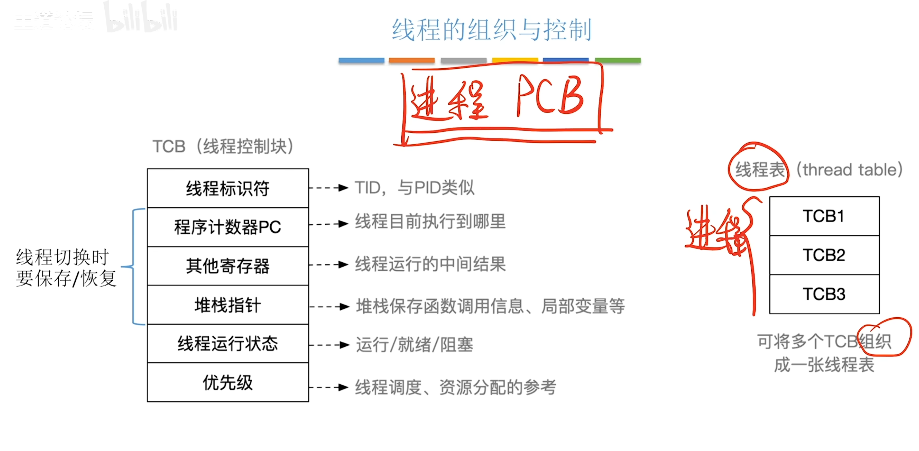 bilibili
线程的组织与控制
进程 PCB
TCB（线程控制块）
线程标识符
TID，与PID类似
程序计数器PC
线程目前执行到哪里
其他寄存器
线程运行的中间结果
堆栈指针
堆栈保存函数调用信息、局部变量等
线程运行状态
运行/就绪/阻塞
优先级
线程调度、资源分配的参考
线程切换时
要保存/恢复
线程表（thread table）
进程
TCB1
TCB2
TCB3
可将多个TCB组织
成一张线程表